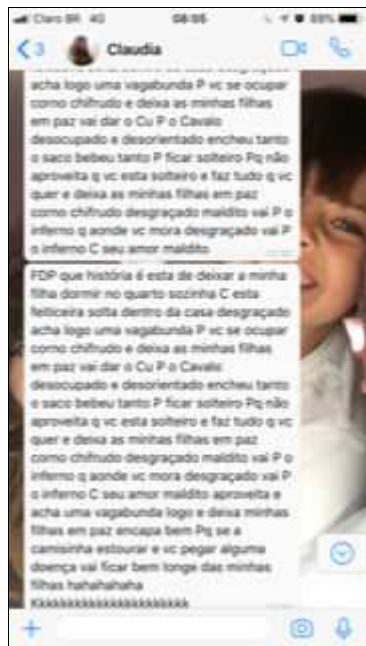 Claro BR 4G 08:05 89%
3 Claudia
acha logo uma vagabunda P vc se ocupar
corno chifrudo e deixa as minhas filhas
em paz vai dar o Cu P o Cavalo
desocupado e desorientado encheu tanto
o saco bebeu tanto P ficar solteiro Pq não
aproveita q vc esta solteiro e faz tudo q vc
quer e deixa as minhas filhas em paz
corno chifrudo desgraçado maldito vai P o
inferno q aonde vc mora desgraçado vai P
o inferno C seu amor maldito
FDP que história é esta de deixar a minha
filha dormir no quarto sozinha C esta
feiticeira solta dentro da casa desgraçado
acha logo uma vagabunda P vc se ocupar
corno chifrudo e deixa as minhas filhas
em paz vai dar o Cu P o Cavalo
desocupado e desorientado encheu tanto
o saco bebeu tanto P ficar solteiro Pq não
aproveita q vc esta solteiro e faz tudo q vc
quer e deixa as minhas filhas em paz
corno chifrudo desgraçado maldito vai P o
inferno q aonde vc mora desgraçado vai P
o inferno C seu amor maldito aproveita e
acha uma vagabunda logo e deixa minhas
filhas em paz encapa bem Pq se a
camisinha estourar e vc pegar alguma
doença vai ficar bem longe das minhas
filhas hahahahaha
Kkkkkkkkkkkkkkkkkkkkkkk